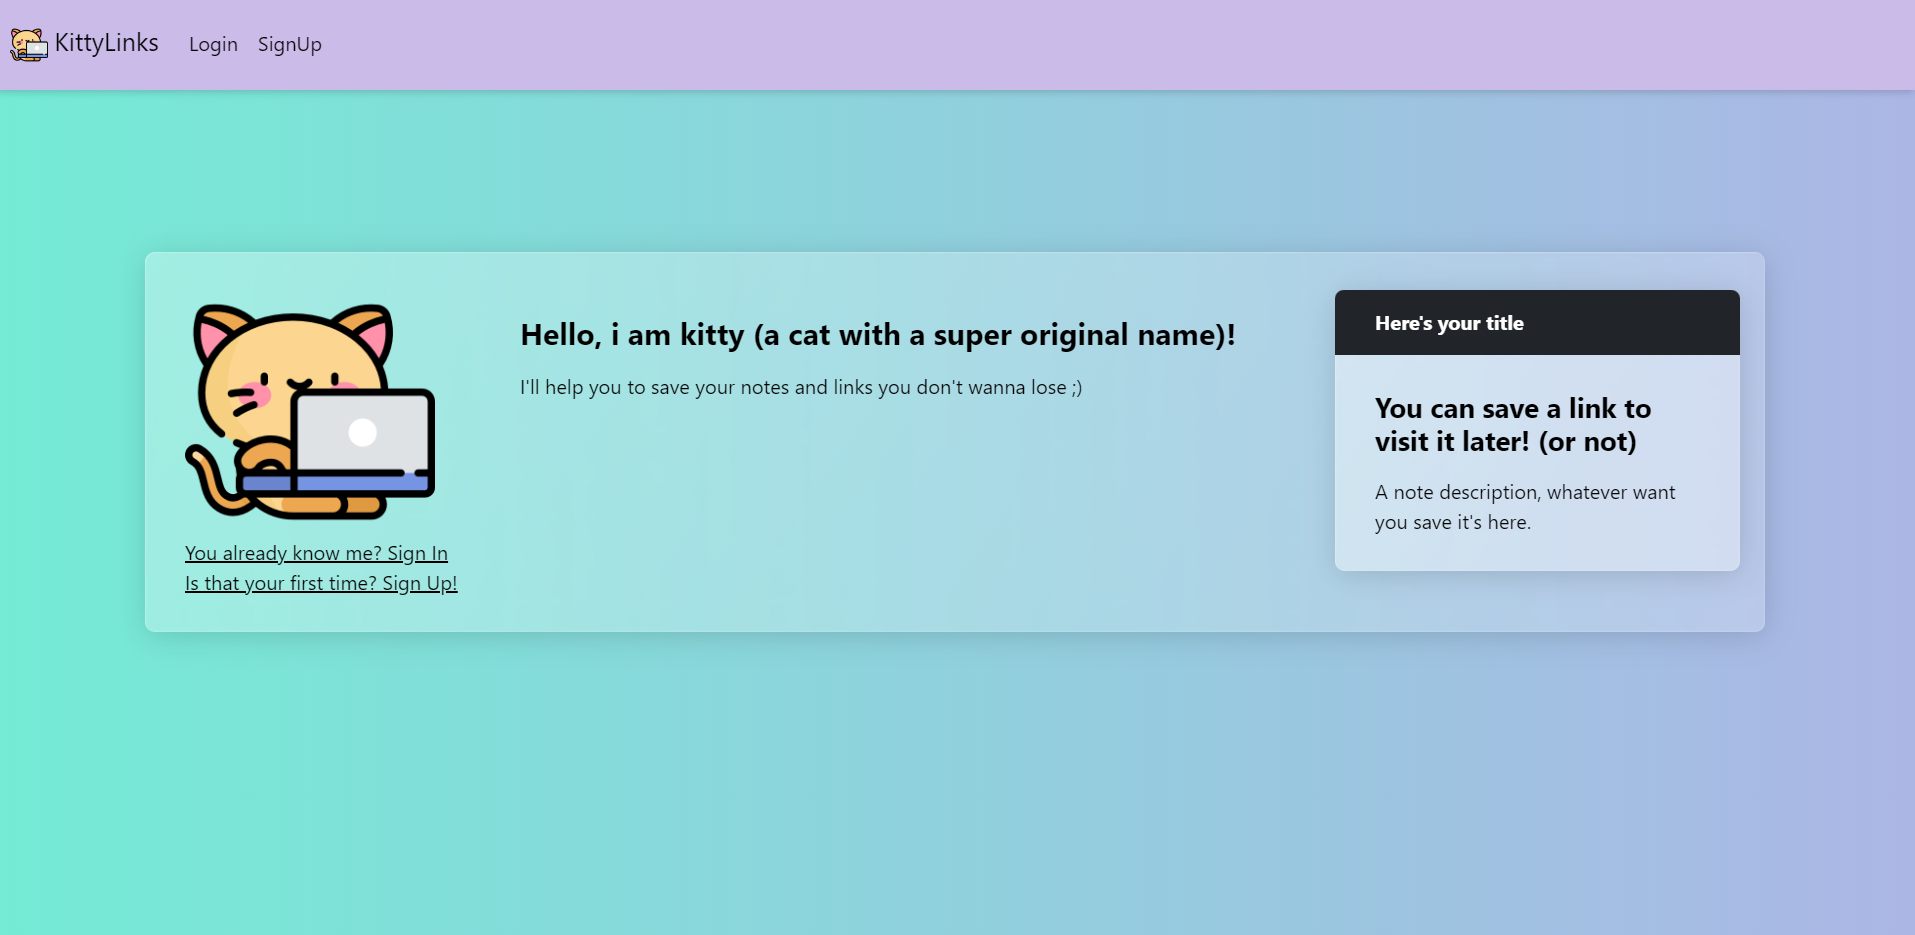 KittyLinks
Login
SignUp
Hello, i am kitty (a cat with a super original name)!
I'll help you to save your notes and links you don't wanna lose ;)
You already know me? Sign In
Is that your first time? Sign Up!
Here's your title
You can save a link to
visit it later! (or not)
A note description, whatever want
you save it's here.